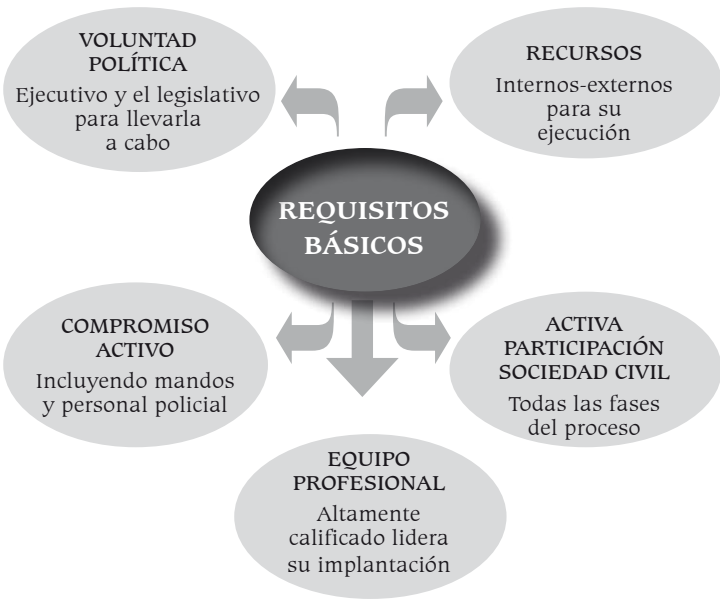 VOLUNTAD
POLÍTICA
Ejecutivo y el legislativo
para llevarla
a cabo
RECURSOS
Internos-externos
para su
ejecución
REQUISITOS
BÁSICOS
COMPROMISO
ACTIVO
Incluyendo mandos
y personal policial
ACTIVA
PARTICIPACIÓN
SOCIEDAD CIVIL
Todas las fases
del proceso
EQUIPO
PROFESIONAL
Altamente
calificado lidera
su implantación